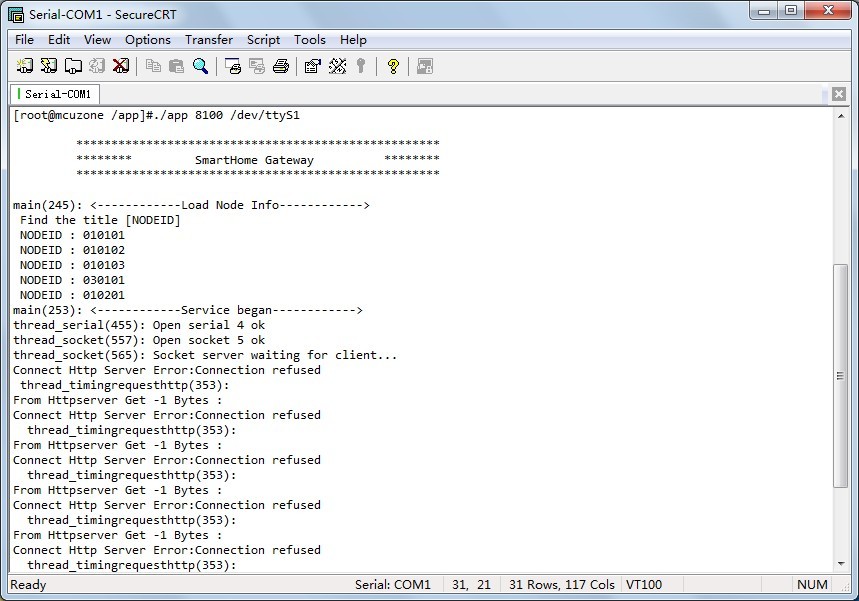 Serial-COM1 - SecureCRT
File Edit View Options Transfer Script Tools Help
Serial-COM1
[root@mcuzone /app]#./app 8100 /dev/ttyS1
****************************************************
******** SmartHome Gateway ********
****************************************************
main(245): <------------Load Node Info------------>
Find the title [NODEID]
NODEID : 010101
NODEID : 010102
NODEID : 010103
NODEID : 030101
NODEID : 010201
main(253): <------------Service began------------>
thread_serial(455): Open serial 4 ok
thread_socket(557): Open socket 5 ok
thread_socket(565): Socket server waiting for client...
Connect Http Server Error:Connection refused
thread_timingrequesthttp(353):
From Httpserver Get -1 Bytes :
Connect Http Server Error:Connection refused
thread_timingrequesthttp(353):
From Httpserver Get -1 Bytes :
Connect Http Server Error:Connection refused
thread_timingrequesthttp(353):
From Httpserver Get -1 Bytes :
Connect Http Server Error:Connection refused
thread_timingrequesthttp(353):
From Httpserver Get -1 Bytes :
Connect Http Server Error:Connection refused
thread_timingrequesthttp(353):
Ready Serial: COM1 31, 21 31 Rows, 117 Cols VT100 NUM